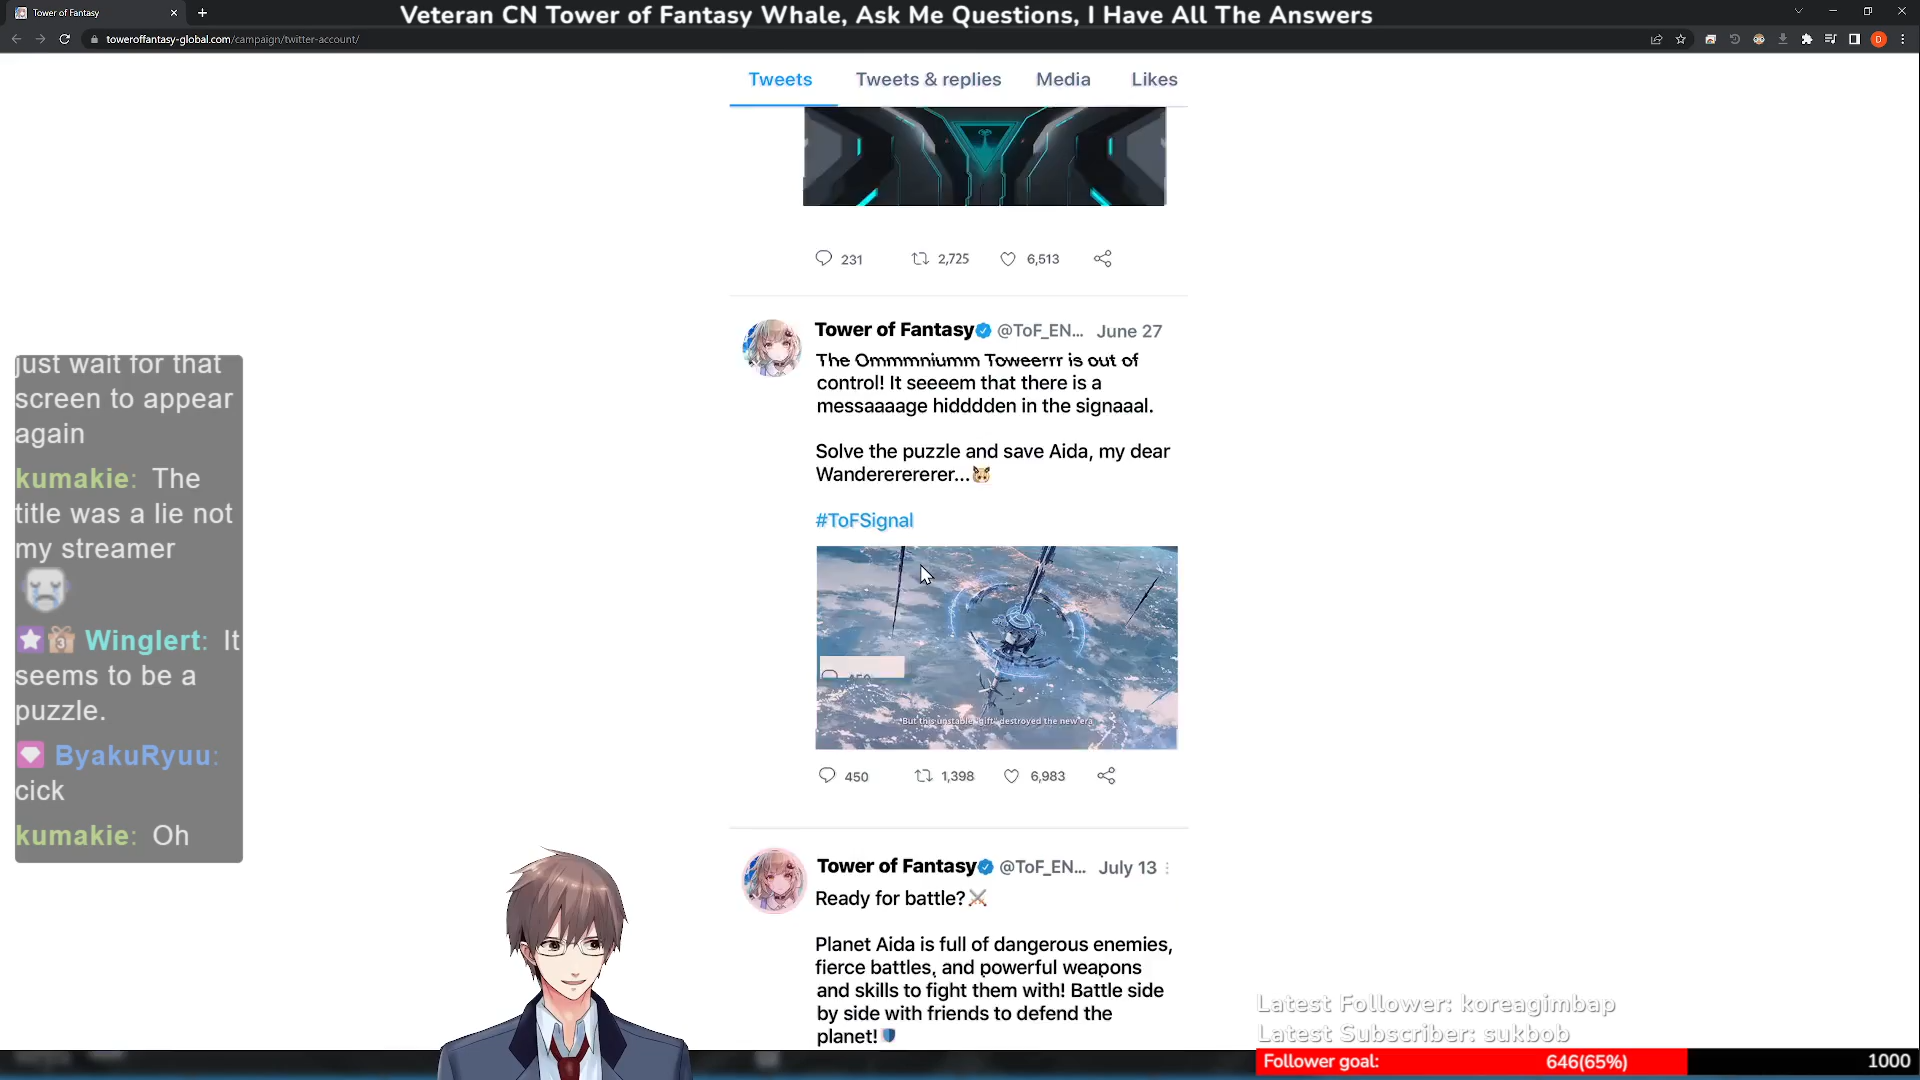 Tower of Fantasy
Veteran CN Tower of Fantasy Whale, Ask Me Questions, I Have All The Answers
toweroffantasy-global.com/campaign/twitter-account/
D
Tweets Tweets & replies Media Likes
231 2,725 6,513
Tower of Fantasy @ToF_EN... June 27
The Ommmniumm Toweerrr is out of
control! It seeeem that there is a
messaaaage hidddden in the signaaal.
Solve the puzzle and save Aida, my dear
Wandererererer...
#ToFSignal
450
"But this unstable "gift" destroyed the new era
450 1,398 6,983
Tower of Fantasy @ToF_EN... July 13
Ready for battle?
Planet Aida is full of dangerous enemies,
fierce battles, and powerful weapons
and skills to fight them with! Battle side
by side with friends to defend the
planet!
just wait for that
screen to appear
again
kumakie: The
title was a lie not
my streamer
3 Winglert: It
seems to be a
puzzle.
ByakuRyuu:
cick
kumakie: Oh
Latest Follower: koreagimbap
Latest Subscriber: sukbob
Follower goal: 646(65%) 1000